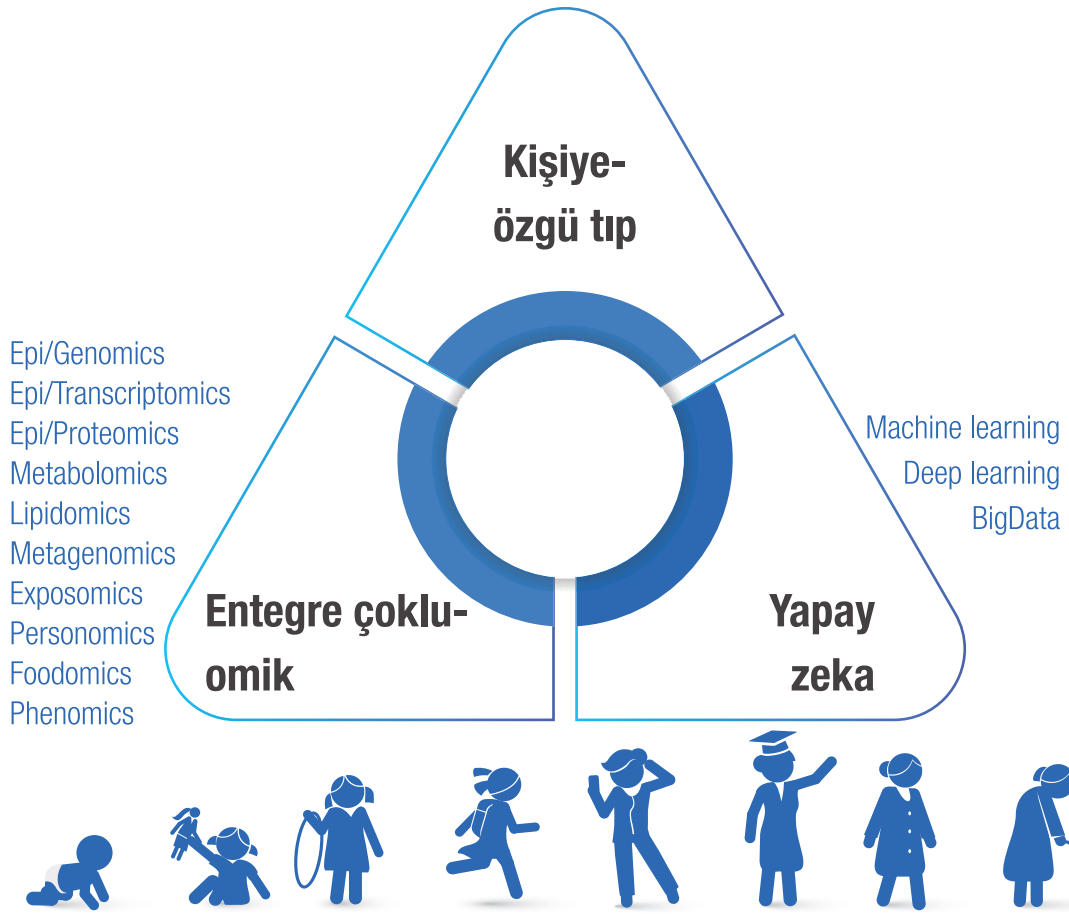 Kişiye-
özgü tıp
Epi/Genomics
Epi/Transcriptomics
Epi/Proteomics
Metabolomics
Lipidomics
Metagenomics
Exposomics
Personomics
Foodomics
Phenomics
Machine learning
Deep learning
BigData
Entegre çoklu-
omik
Yapay
zeka